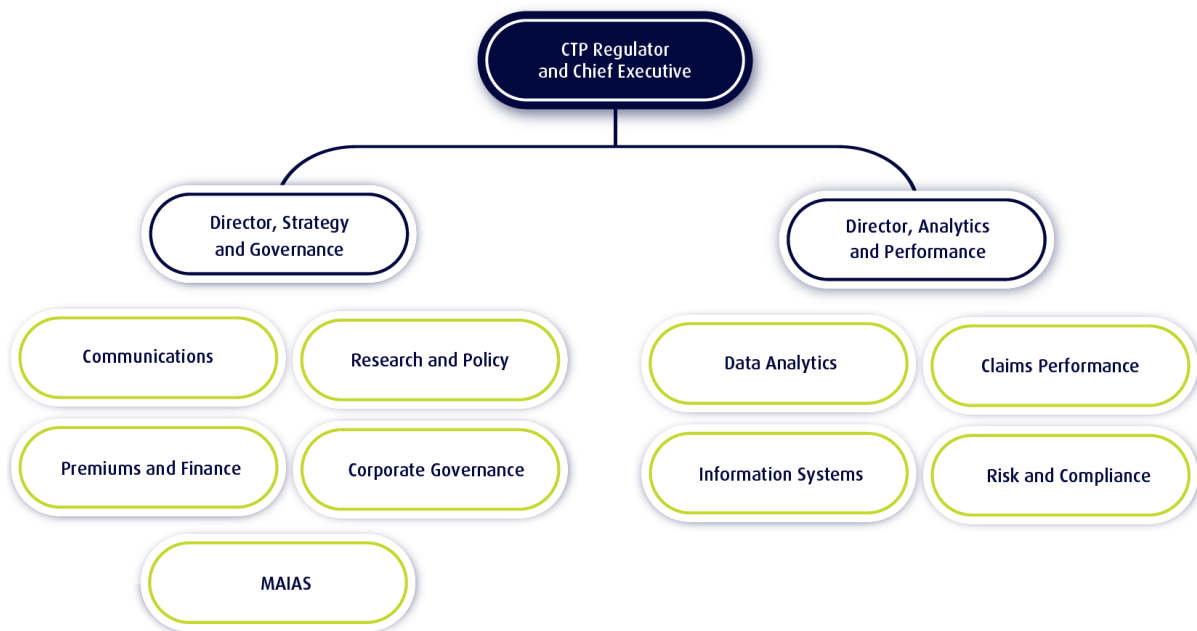 CTP Regulator
and Chief Executive
Director, Strategy
and Governance
Director, Analytics
and Performance
Communications
Research and Policy
Premiums and Finance
Corporate Governance
MAIAS
Data Analytics
Claims Performance
Information Systems
Risk and Compliance